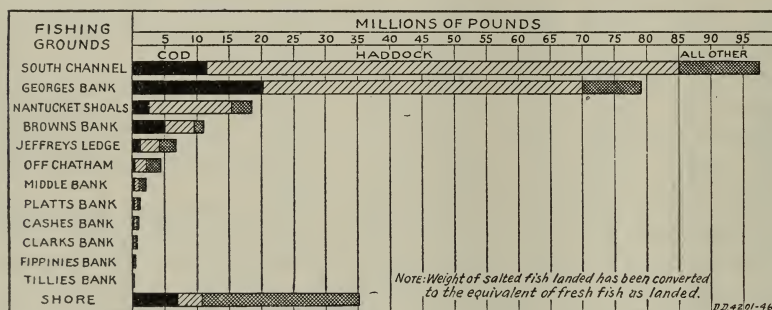 FISHING GROUNDS
MILLIONS OF POUNDS
5 10 15 20 25 30 35 40 45 50 55 60 65 70 75 80 85 90 95
COD HADDOCK ALL OTHER
SOUTH CHANNEL
GEORGES BANK
NANTUCKET SHOALS
BROWNS BANK
JEFFREYS LEDGE
OFF CHATHAM
MIDDLE BANK
PLATTS BANK
CASHES BANK
CLARKS BANK
FIPPINIES BANK
TILLIES BANK
SHORE
NOTE: Weight of salted fish landed has been converted
to the equivalent of fresh fish as landed.
DD4201-46